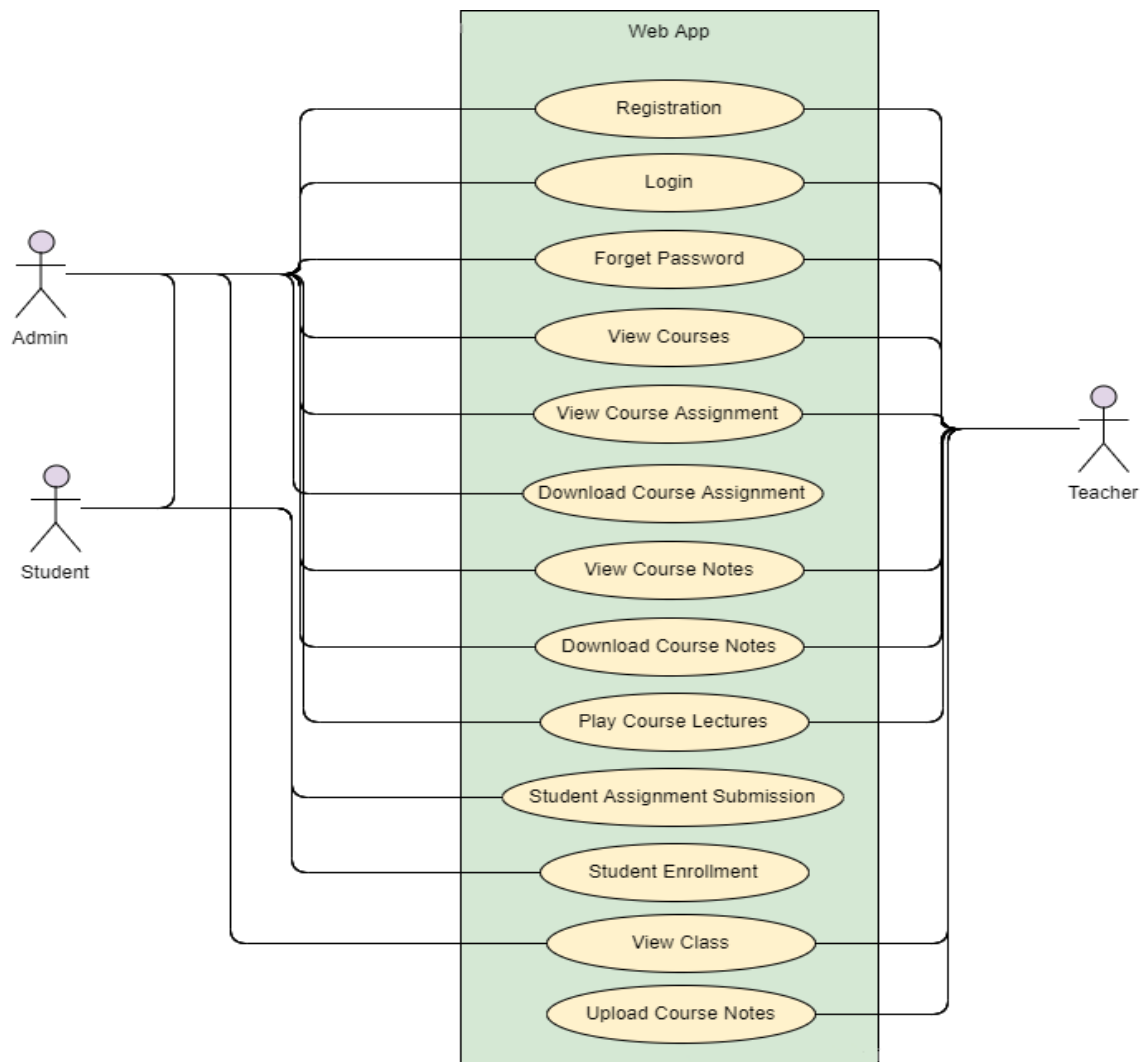 Web App
Registration
Login
Forget Password
View Courses
View Course Assignment
Download Course Assignment
View Course Notes
Download Course Notes
Play Course Lectures
Student Assignment Submission
Student Enrollment
View Class
Upload Course Notes
Admin
Student
Teacher